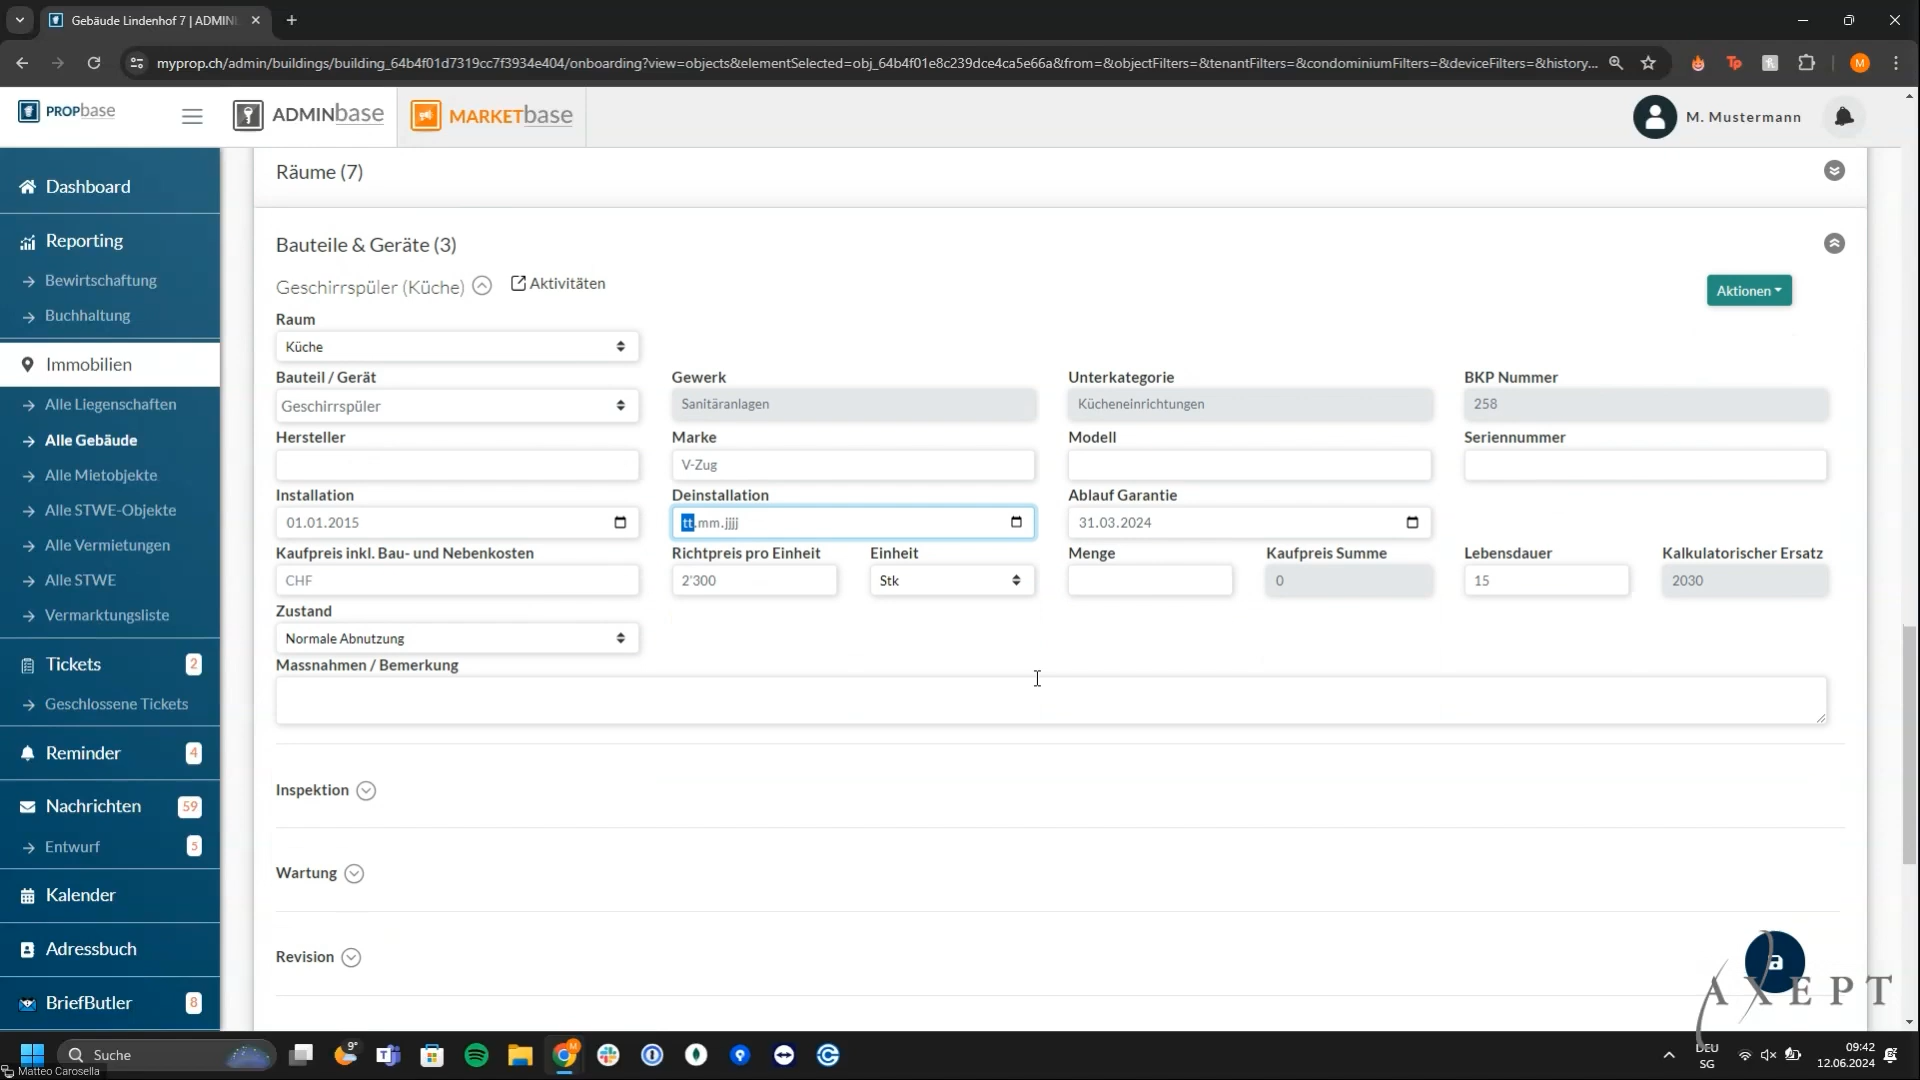 Gebäude Lindenhof 7 | ADMIN
myprop.ch/admin/buildings/building_64b4f01d7319cc7f3934e404/onboarding?view=objects&elementSelected=obj_64b4f01e8c239dce4ca5e66a&from=&objectFilters=&tenantFilters=&condominiumFilters=&deviceFilters=&history...
Tp
M
PROPbase
ADMINbase
MARKETbase
M. Mustermann
Dashboard
Reporting
Bewirtschaftung
Buchhaltung
Immobilien
Alle Liegenschaften
Alle Gebäude
Alle Mietobjekte
Alle STWE-Objekte
Alle Vermietungen
Alle STWE
Vermarktungsliste
Tickets 2
Geschlossene Tickets
Reminder 4
Nachrichten 59
Entwurf 5
Kalender
Adressbuch
BriefButler 8
Räume (7)
Bauteile & Geräte (3)
Geschirrspüler (Küche) Aktivitäten
Aktionen
Raum
Küche
Bauteil / Gerät Gewerk Unterkategorie BKP Nummer
Geschirrspüler Sanitäranlagen Kücheneinrichtungen 258
Hersteller Marke Modell Seriennummer
V-Zug
Installation Deinstallation Ablauf Garantie
01.01.2015 tt.mm.jjjj 31.03.2024
Kaufpreis inkl. Bau- und Nebenkosten Richtpreis pro Einheit Einheit Menge Kaufpreis Summe Lebensdauer Kalkulatorischer Ersatz
CHF 2'300 Stk 0 15 2030
Zustand
Normale Abnutzung
Massnahmen / Bemerkung
Inspektion
Wartung
Revision
AXEPT
Suche
9°
DEU
SG
09:42
12.06.2024
Matteo Carosella